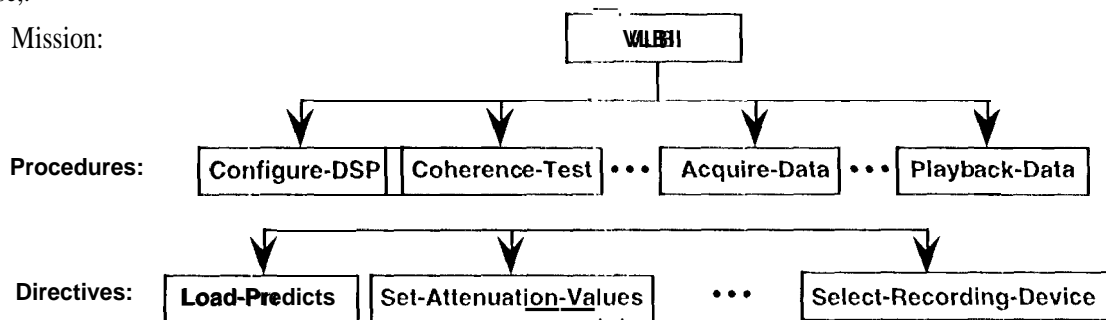 Mission: VLBI
Procedures: Configure-DSP Coherence-Test ••• Acquire-Data ••• Playback-Data
Directives: Load-Predicts Set-Attenuation-Values ••• Select-Recording-Device